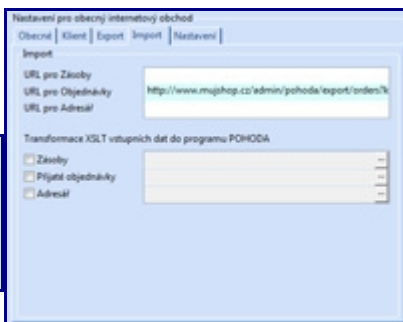 Nastavení pro obecný internetový obchod
Obecné Klient Export Import Nastavení
Import
URL pro Zásoby
URL pro Objednávky http://www.mujshop.cz/admin/pohoda/export/orders?k
URL pro Adresář
Transformace XSLT vstupních dat do programu POHODA
Zásoby ...
Přijaté objednávky ...
Adresář ...